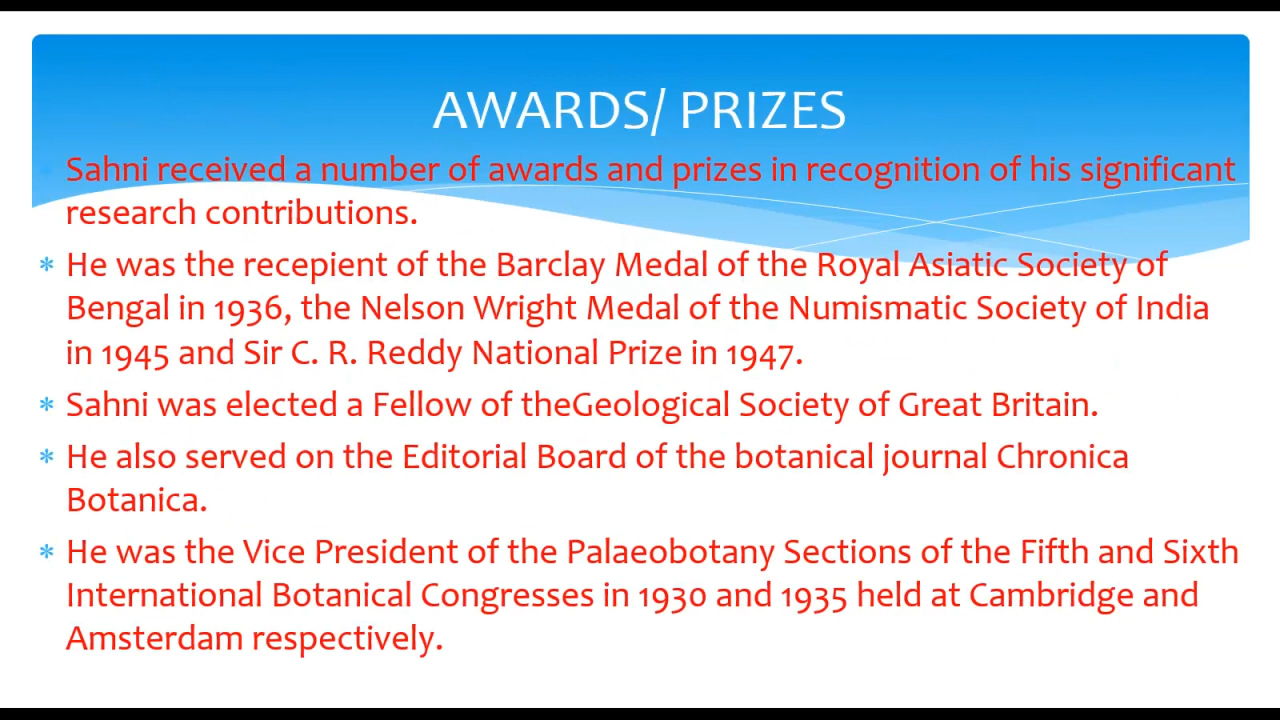 AWARDS/ PRIZES
Sahni received a number of awards and prizes in recognition of his significant
research contributions.
* He was the recepient of the Barclay Medal of the Royal Asiatic Society of
Bengal in 1936, the Nelson Wright Medal of the Numismatic Society of India
in 1945 and Sir C. R. Reddy National Prize in 1947.
* Sahni was elected a Fellow of theGeological Society of Great Britain.
* He also served on the Editorial Board of the botanical journal Chronica
Botanica.
* He was the Vice President of the Palaeobotany Sections of the Fifth and Sixth
International Botanical Congresses in 1930 and 1935 held at Cambridge and
Amsterdam respectively.